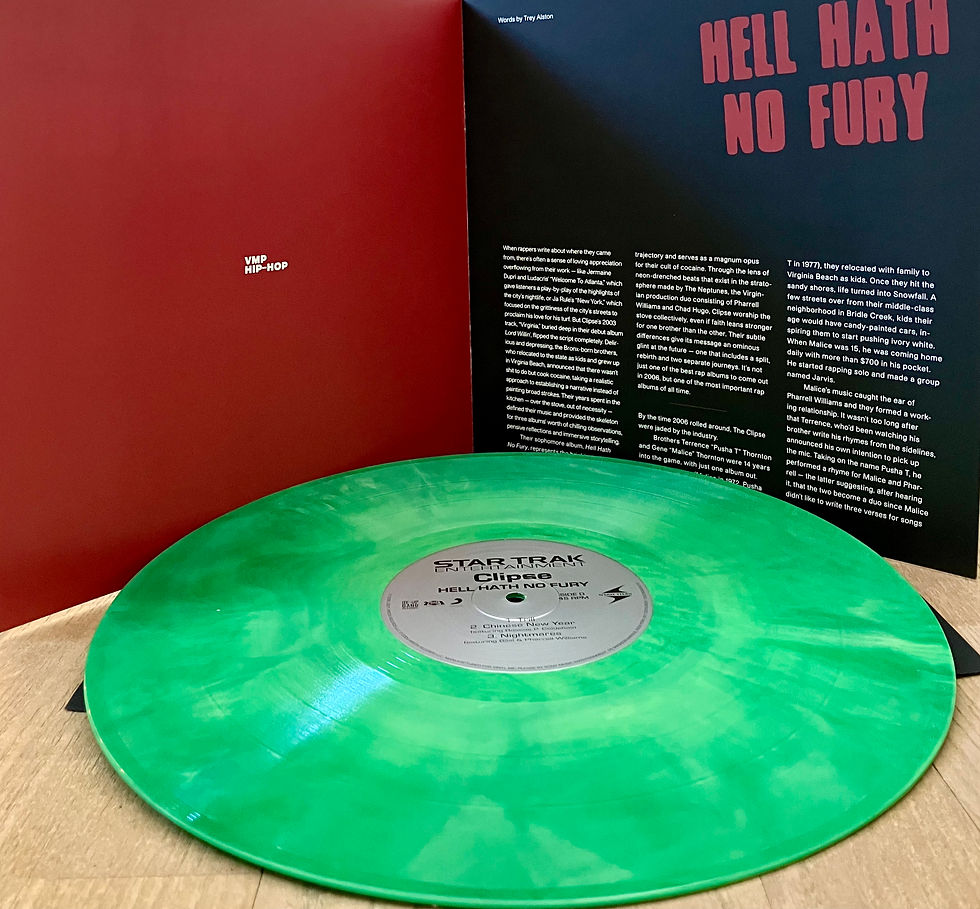 Words by Trey Alston
HELL HATH
NO FURY
VMP
HIP-HOP
When rappers write about where they came
from, there's often a sense of loving appreciation
overflowing from their work — like Jermaine
Dupri and Ludacris' "Welcome To Atlanta," which
gave listeners a play-by-play of the highlights of
the city's nightlife, or Ja Rule's "New York," which
focused on the grittiness of the city's streets to
proclaim his love for his turf. But Clipse's 2003
track, "Virginia," buried deep in their debut album
Lord Willin', flipped the script completely. Delir-
ious and depressing, the Bronx-born brothers,
who relocated to the state as kids and grew up
in Virginia Beach, announced that there wasn't
shit to do but cook cocaine, taking a realistic
approach to establishing a narrative instead of
painting broad strokes. Their years spent in the
kitchen — over the stove, out of necessity —
defined their music and provided the skeleton
for three albums' worth of chilling observations,
pensive reflections and immersive storytelling.
Their sophomore album, Hell Hath
No Fury, represents the
trajectory and serves as a magnum opus
for their cult of cocaine. Through the lens of
neon-drenched beats that exist in the strato-
sphere made by The Neptunes, the Virgin-
ian production duo consisting of Pharrell
Williams and Chad Hugo, Clipse worship the
stove collectively, even if faith leans stronger
for one brother than the other. Their subtle
differences give its message an ominous
glint at the future — one that includes a split,
rebirth and two separate journeys. It's not
just one of the best rap albums to come out
in 2006, but one of the most important rap
albums of all time.
By the time 2006 rolled around, The Clipse
were jaded by the industry.
Brothers Terrence "Pusha T" Thornton
and Gene "Malice" Thornton were 14 years
into the game, with just one album out
in 1972, Pusha
T in 1977), they relocated with family to
Virginia Beach as kids. Once they hit the
sandy shores, life turned into Snowfall. A
few streets over from their middle-class
neighborhood in Bridle Creek, kids their
age would have candy-painted cars, in-
spiring them to start pushing ivory white.
When Malice was 15, he was coming home
daily with more than $700 in his pocket.
He started rapping solo and made a group
named Jarvis.
Malice's music caught the ear of
Pharrell Williams and they formed a work-
ing relationship. It wasn't too long after
that Terrence, who'd been watching his
brother write his rhymes from the sidelines,
announced his own intention to pick up
the mic. Taking on the name Pusha T, he
performed a rhyme for Malice and Phar-
rell — the latter suggesting, after hearing
it, that the two become a duo since Malice
didn't like to write three verses for songs
STAR TRAK
ENTERTAINMENT
Clipse
HELL HATH NO FURY
SIDE D
45 RPM
2. Chinese New Year
3. Nightmares
featuring Bilal & Pharrell Williams